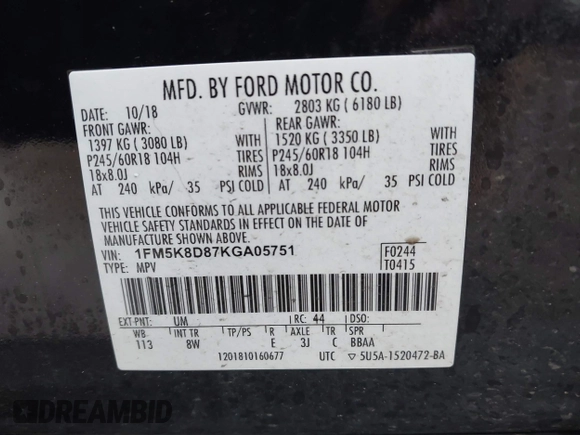 MFD. BY FORD MOTOR CO.
DATE: 10/18 GVWR: 2803 KG ( 6180 LB)
FRONT GAWR: REAR GAWR:
1397 KG ( 3080 LB) 1520 KG ( 3350 LB)
P245/60R18 104H TIRES P245/60R18 104H TIRES
18x8.0J RIMS 18x8.0J RIMS
AT 240 kPa/ 35 PSI COLD AT 240 kPa/ 35 PSI COLD
THIS VEHICLE CONFORMS TO ALL APPLICABLE FEDERAL MOTOR
VEHICLE SAFETY STANDARDS IN EFFECT ON THE DATE OF
MANUFACTURE SHOWN ABOVE.
VIN: 1FM5K8D87KGA05751 F0244
TYPE: MPV T0415
EXT-PNT: UM RC: 44 DSO:
WB INT TR TP/PS R AXLE TR SPR
113 8W E 3J C BBAA
1201810160677 UTC ▽ 5U5A-1520472-BA
DREAMBID